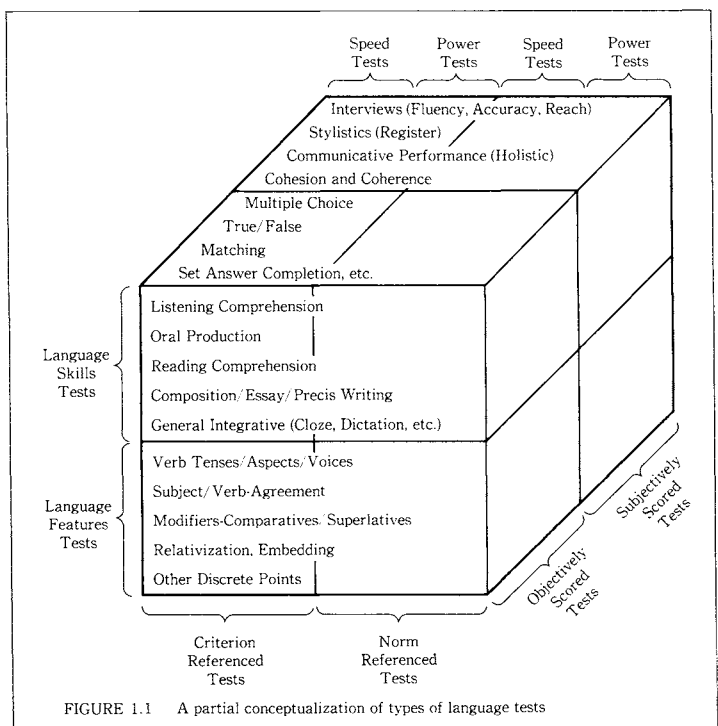 Speed Tests
Power Tests
Speed Tests
Power Tests
Interviews (Fluency, Accuracy, Reach)
Stylistics (Register)
Communicative Performance (Holistic)
Cohesion and Coherence
Multiple Choice
True/False
Matching
Set Answer Completion, etc.
Language Skills Tests
Listening Comprehension
Oral Production
Reading Comprehension
Composition/Essay/Precis Writing
General Integrative (Cloze, Dictation, etc.)
Language Features Tests
Verb Tenses/Aspects/Voices
Subject/Verb-Agreement
Modifiers-Comparatives/Superlatives
Relativization, Embedding
Other Discrete Points
Subjectively Scored Tests
Objectively Scored Tests
Criterion Referenced Tests
Norm Referenced Tests
FIGURE 1.1 A partial conceptualization of types of language tests